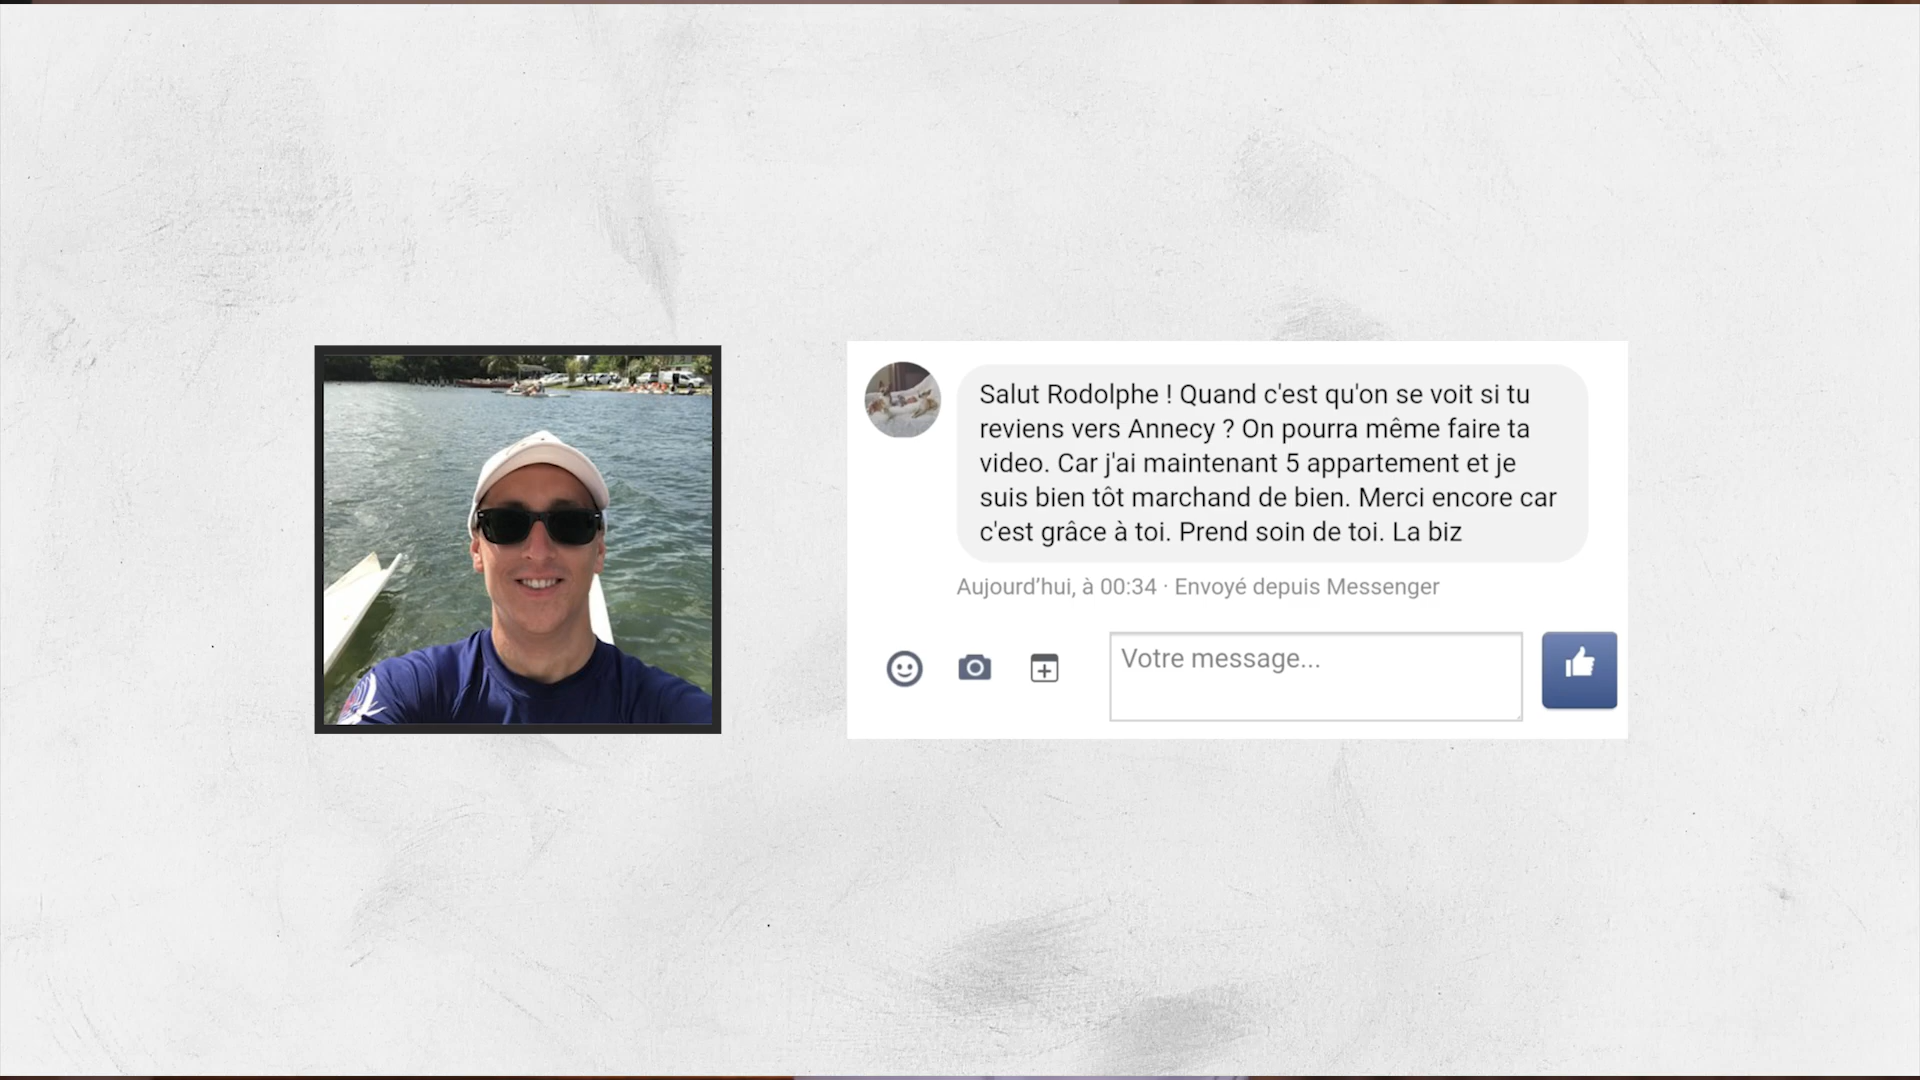 Salut Rodolphe ! Quand c'est qu'on se voit si tu
reviens vers Annecy ? On pourra même faire ta
video. Car j'ai maintenant 5 appartement et je
suis bien tôt marchand de bien. Merci encore car
c'est grâce à toi. Prend soin de toi. La biz
Aujourd’hui, à 00:34 · Envoyé depuis Messenger
Votre message...